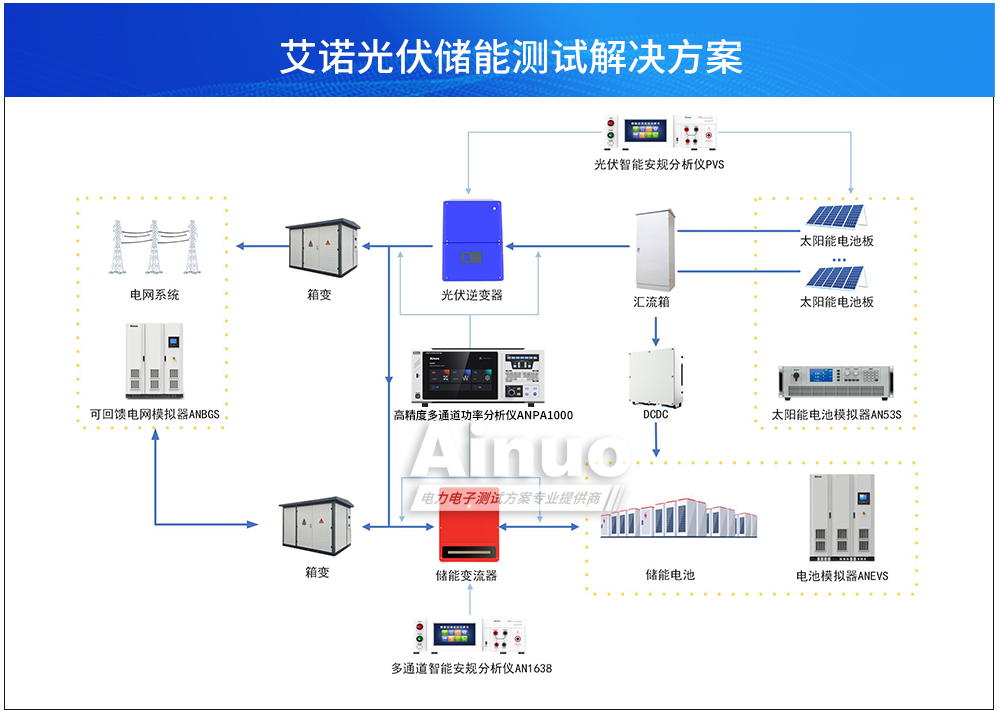 艾诺光伏储能测试解决方案
光伏智能安规分析仪PVS
太阳能电池板
电网系统
箱变
光伏逆变器
汇流箱
太阳能电池板
可回馈电网模拟器ANBGS
高精度多通道功率分析仪ANPA1000
DCDC
太阳能电池模拟器AN53S
Ainuo
电力电子测试方案专业提供商
箱变
储能变流器
储能电池
电池模拟器ANEVS
多通道智能安规分析仪AN1638